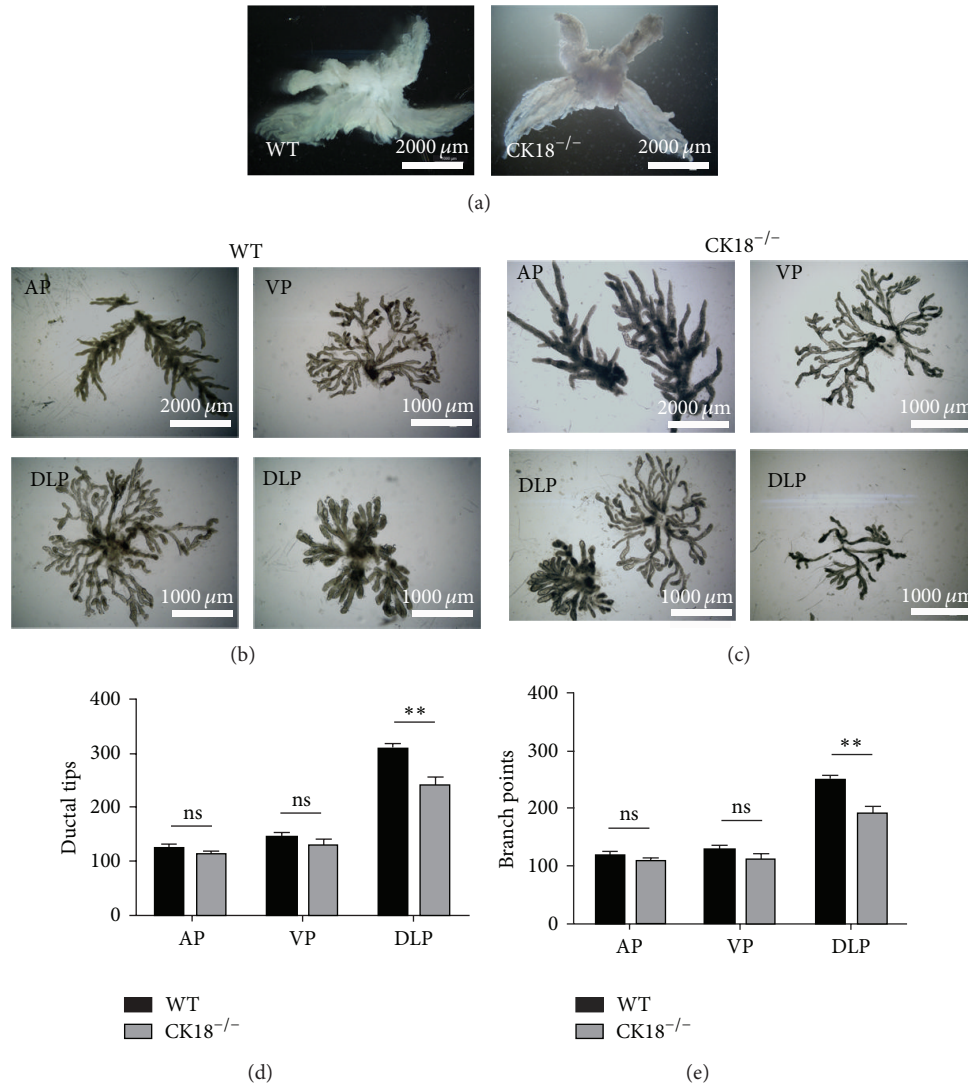 WT
2000 μm
CK18−/−
2000 μm
(a)
WT
AP
2000 μm
VP
1000 μm
DLP
1000 μm
DLP
1000 μm
(b)
CK18−/−
AP
2000 μm
VP
1000 μm
DLP
1000 μm
DLP
1000 μm
(c)
Ductal tips
400
300
200
100
0
ns
ns
**
AP
VP
DLP
WT
CK18−/−
(d)
Branch points
400
300
200
100
0
ns
ns
**
AP
VP
DLP
WT
CK18−/−
(e)